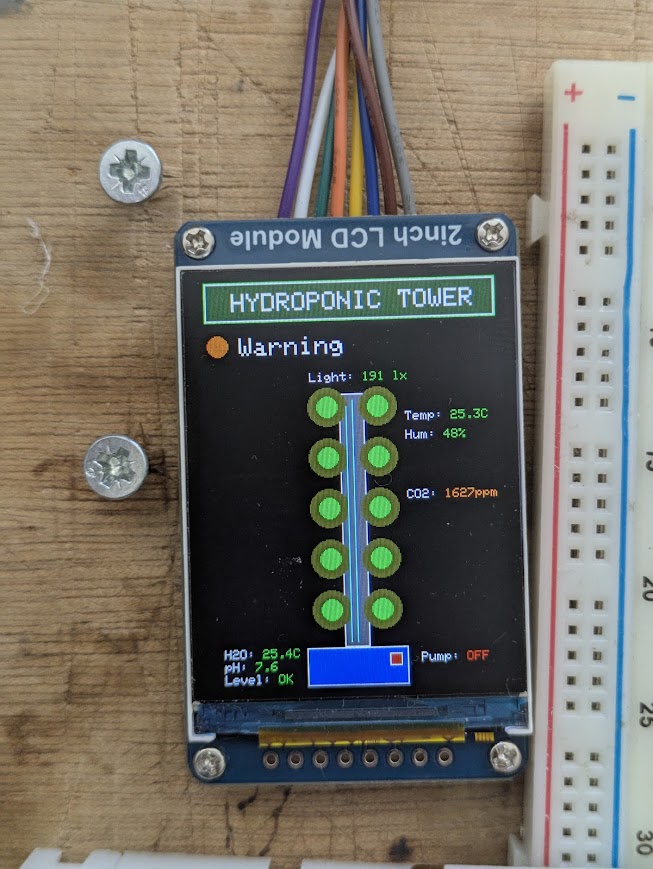 2inch LCD Module
+ -
HYDROPONIC TOWER
Warning
Light: 191 lx
Temp: 25.3C
Hum: 48%
CO2: 1627ppm
H2O: 25.4C
pH: 7.6
Level: OK
Pump: OFF
15
20
25
30